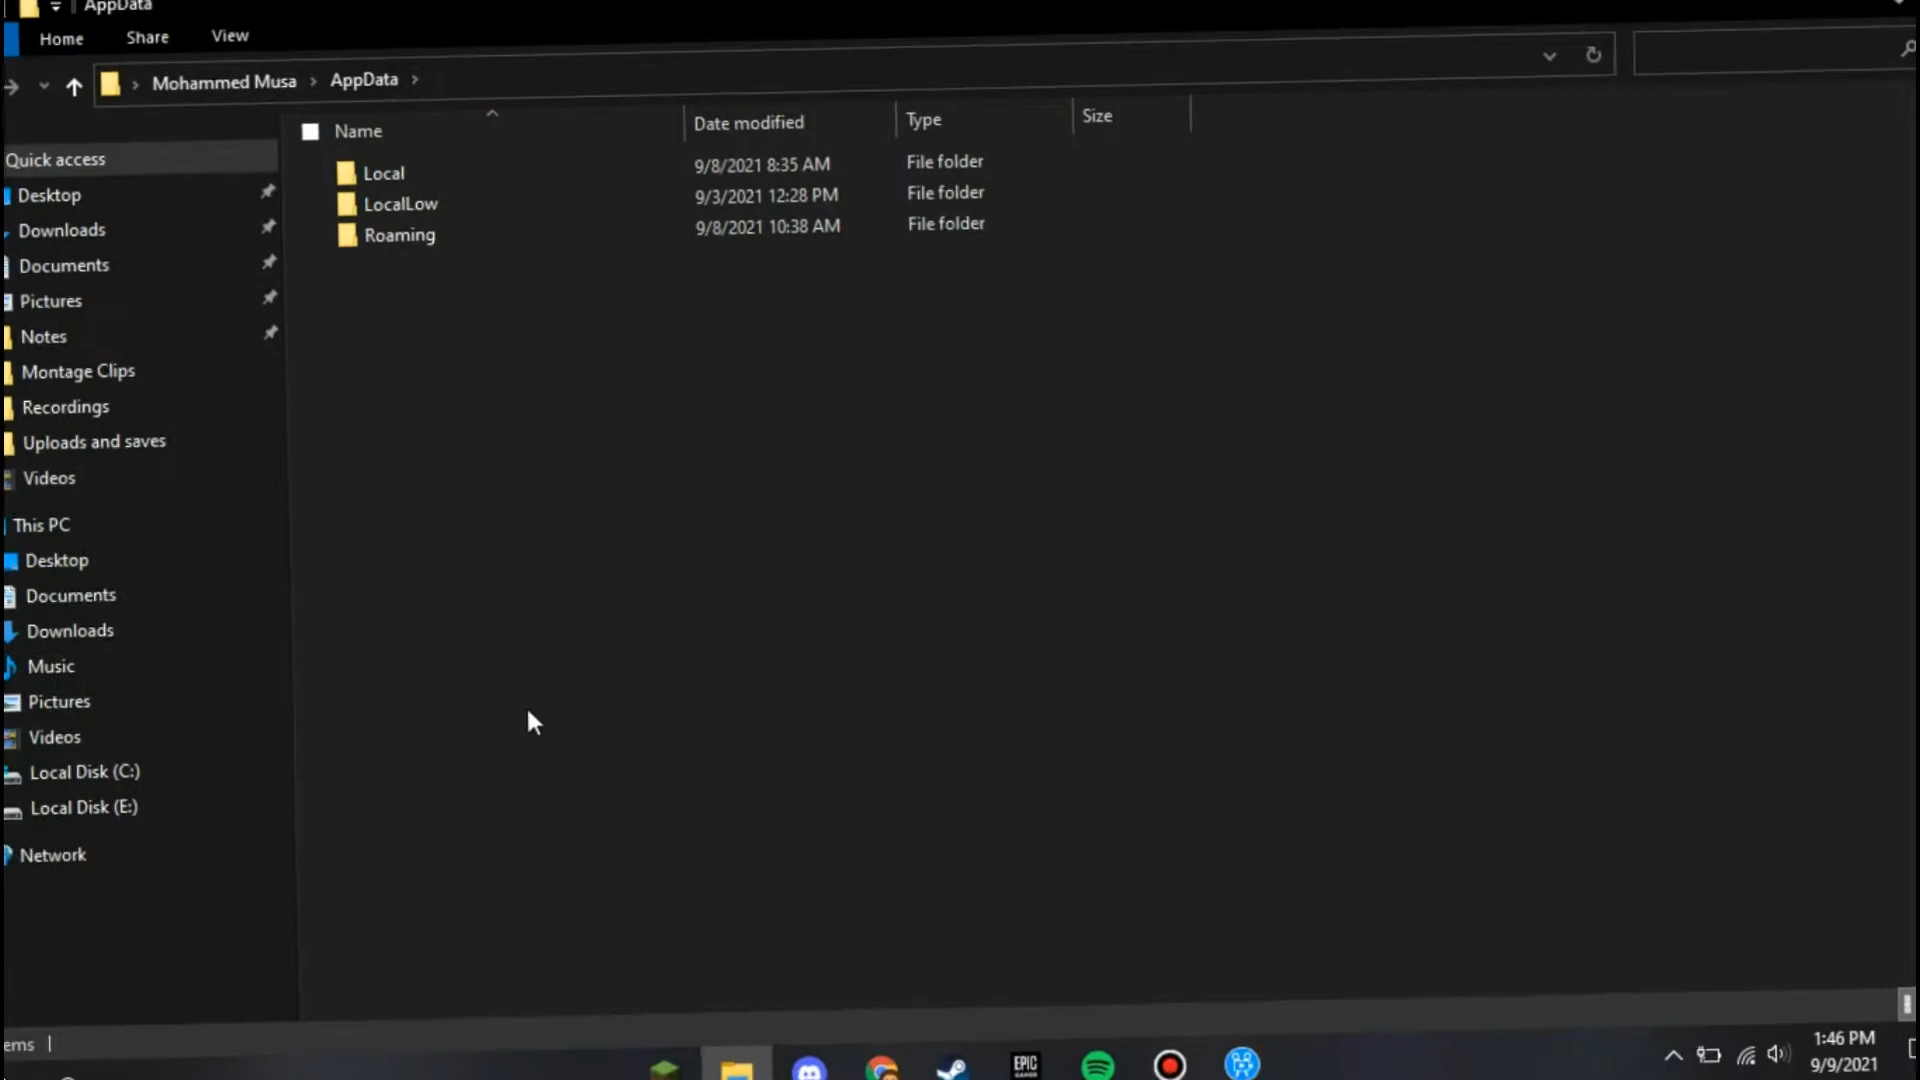 AppData
Home Share View
Mohammed Musa AppData
Name Date modified Type Size
Local 9/8/2021 8:35 AM File folder
LocalLow 9/3/2021 12:28 PM File folder
Roaming 9/8/2021 10:38 AM File folder
Quick access
Desktop
Downloads
Documents
Pictures
Notes
Montage Clips
Recordings
Uploads and saves
Videos
This PC
Desktop
Documents
Downloads
Music
Pictures
Videos
Local Disk (C:)
Local Disk (E:)
Network
ems
EPIC
GAMES
1:46 PM
9/9/2021